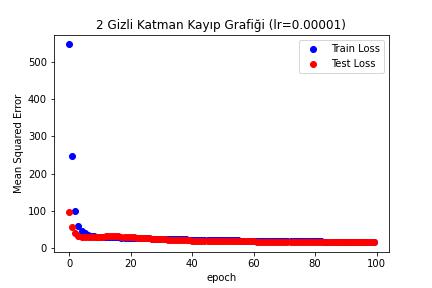 2 Gizli Katman Kayıp Grafiği (lr=0.00001)
Train Loss
Test Loss
Mean Squared Error
500
400
300
200
100
0
0 20 40 60 80 100
epoch